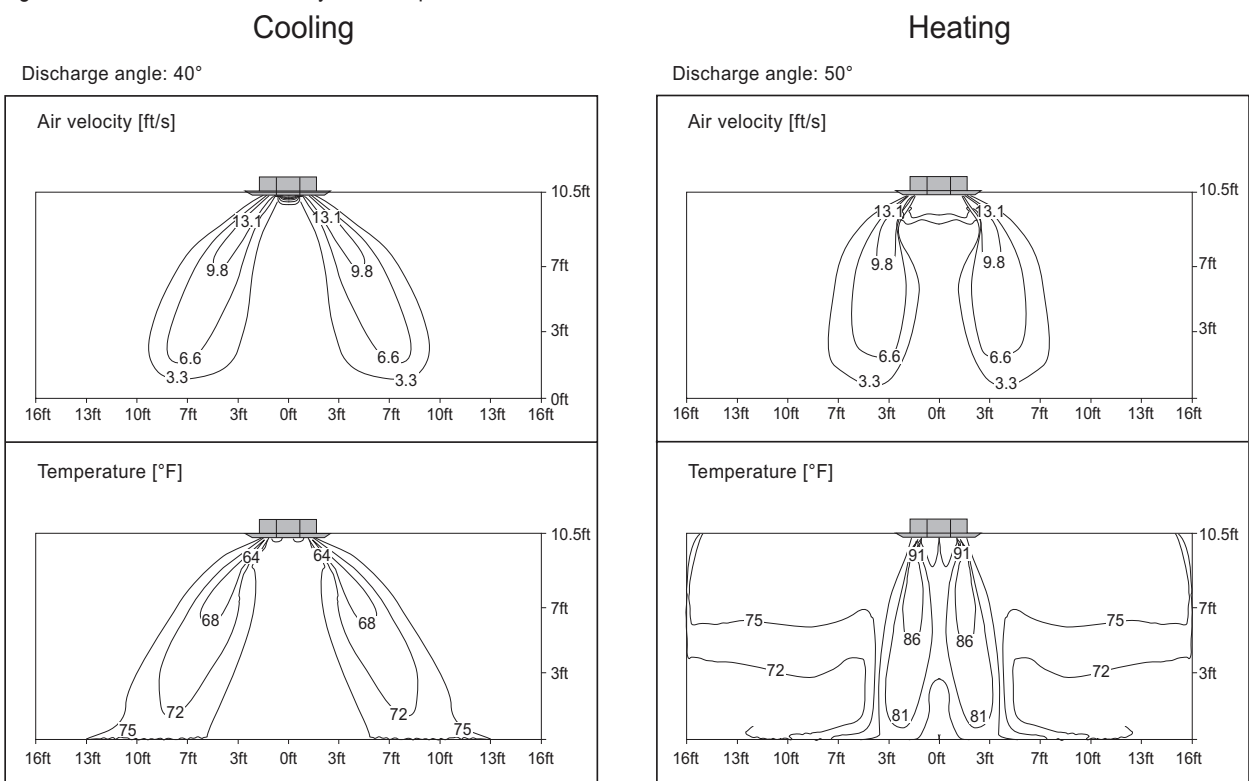 Cooling
Heating
Discharge angle: 40°
Discharge angle: 50°
Air velocity [ft/s]
13.1 13.1
9.8 9.8
6.6 6.6
3.3 3.3
10.5ft
7ft
3ft
0ft
16ft 13ft 10ft 7ft 3ft 0ft 3ft 7ft 10ft 13ft 16ft
Air velocity [ft/s]
13.1 13.1
9.8 9.8
6.6 6.6
3.3 3.3
10.5ft
7ft
3ft
16ft 13ft 10ft 7ft 3ft 0ft 3ft 7ft 10ft 13ft 16ft
Temperature [°F]
64 64
68 68
72 72
75 75
10.5ft
7ft
3ft
16ft 13ft 10ft 7ft 3ft 0ft 3ft 7ft 10ft 13ft 16ft
Temperature [°F]
91 91
86 86
75 75
72 72
81 81
10.5ft
7ft
3ft
16ft 13ft 10ft 7ft 3ft 0ft 3ft 7ft 10ft 13ft 16ft